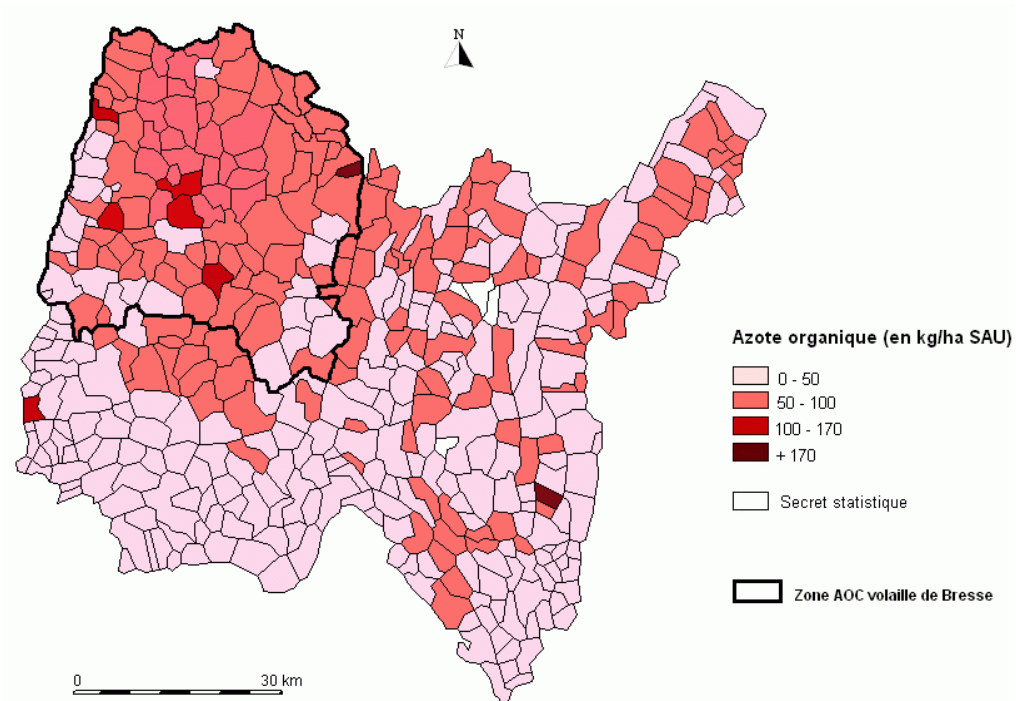 N
Azote organique (en kg/ha SAU)
0 - 50
50 - 100
100 - 170
+ 170
Secret statistique
Zone AOC volaille de Bresse
0 30 km